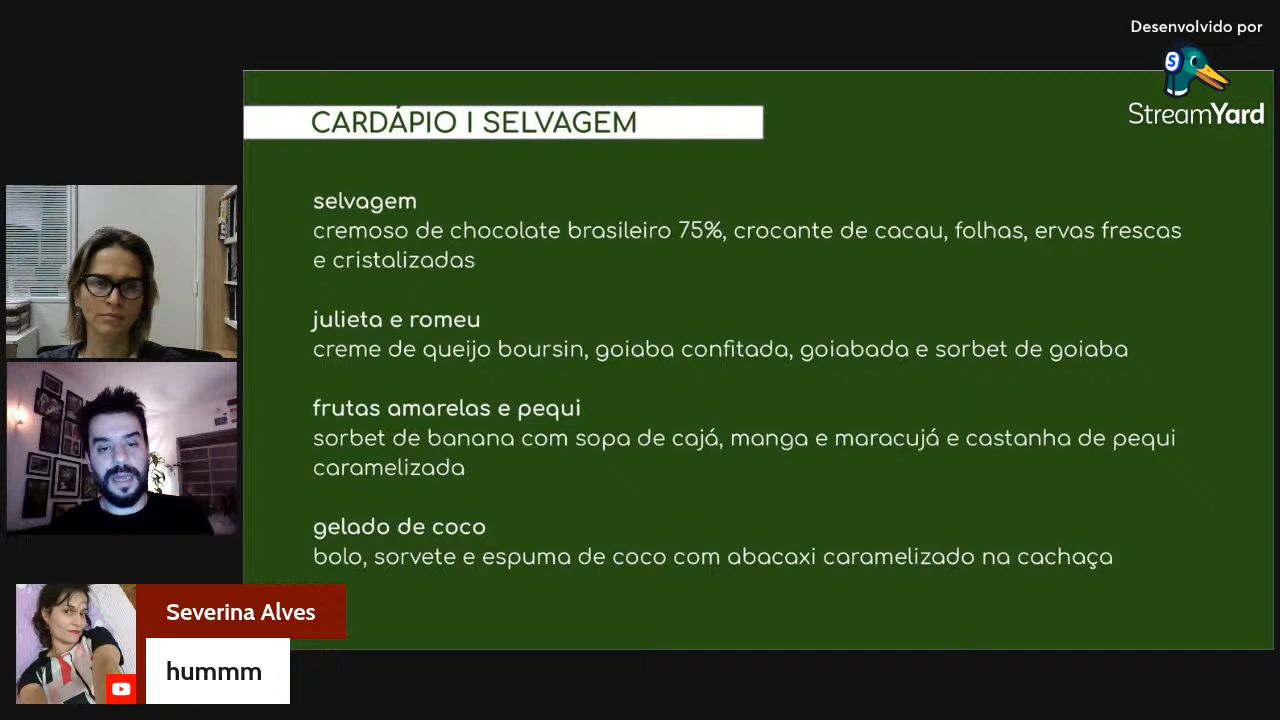 Desenvolvido por
StreamYard
CARDÁPIO I SELVAGEM
selvagem
cremoso de chocolate brasileiro 75%, crocante de cacau, folhas, ervas frescas
e cristalizadas
julieta e romeu
creme de queijo boursin, goiaba confitada, goiabada e sorbet de goiaba
frutas amarelas e pequi
sorbet de banana com sopa de cajá, manga e maracujá e castanha de pequi
caramelizada
gelado de coco
bolo, sorvete e espuma de coco com abacaxi caramelizado na cachaça
Severina Alves
hummm